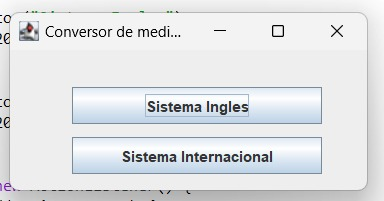 Conversor de medi...
Sistema Ingles
Sistema Internacional